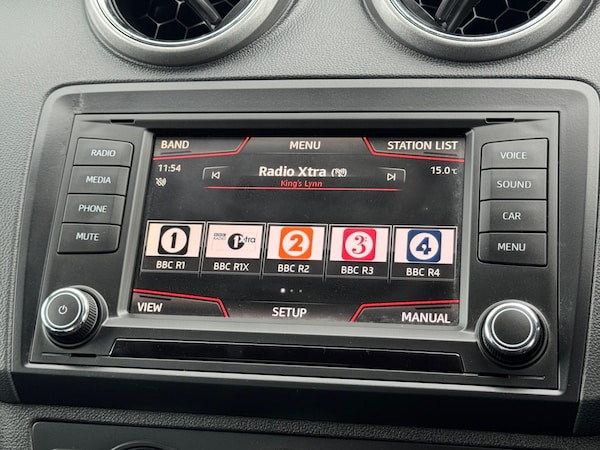 BAND MENU STATION LIST
RADIO
MEDIA
PHONE
MUTE
11:54
Radio Xtra
King's Lynn
15.0°C
VOICE
SOUND
CAR
MENU
1
BBC R1
BBC RADIO 1Xtra
BBC R1X
2
BBC R2
3
BBC R3
4
BBC R4
VIEW SETUP MANUAL